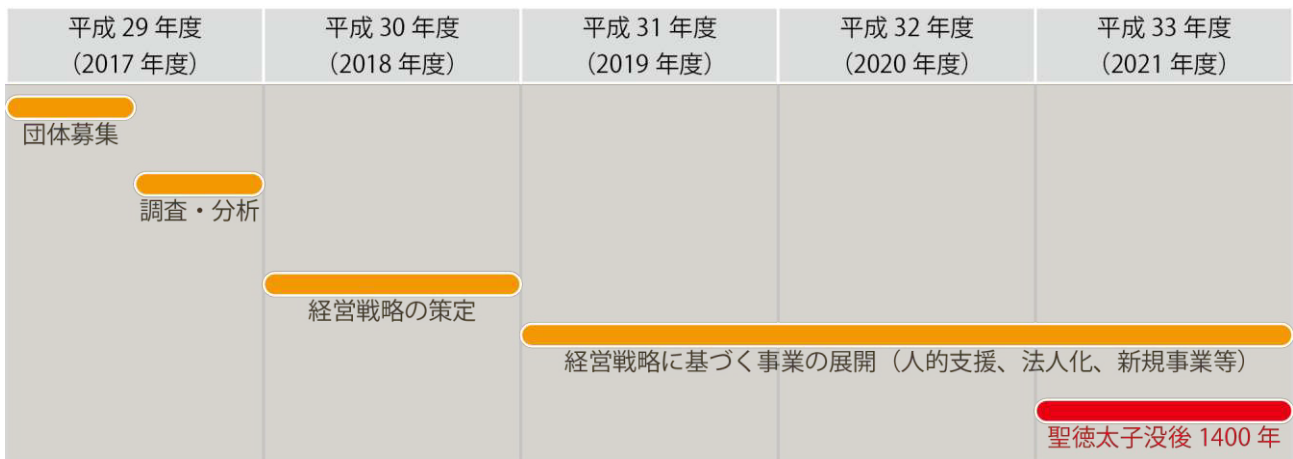 平成 29 年度
（2017 年度）
平成 30 年度
（2018 年度）
平成 31 年度
（2019 年度）
平成 32 年度
（2020 年度）
平成 33 年度
（2021 年度）
団体募集
調査・分析
経営戦略の策定
経営戦略に基づく事業の展開（人的支援、法人化、新規事業等）
聖徳太子没後 1400 年